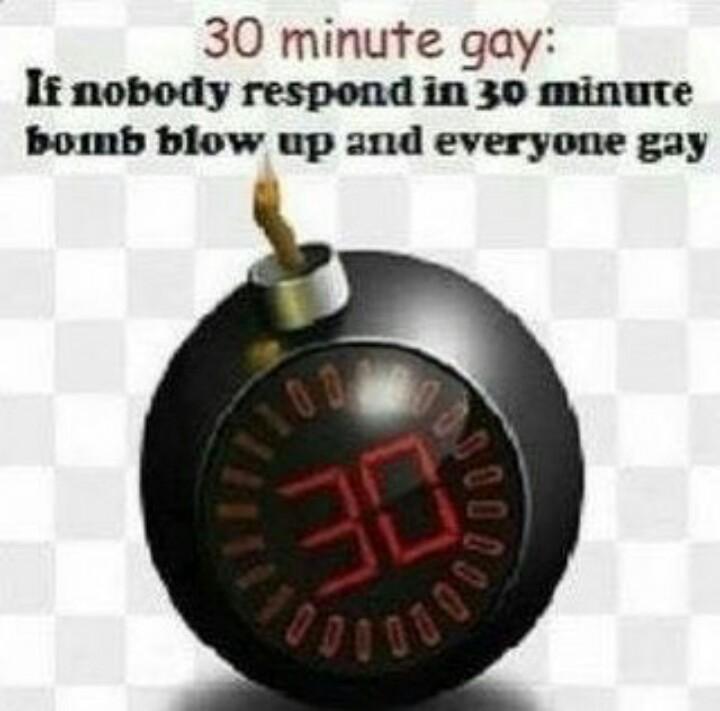 30 minute gay:
If nobody respond in 30 minute
bomb blow up and everyone gay
30